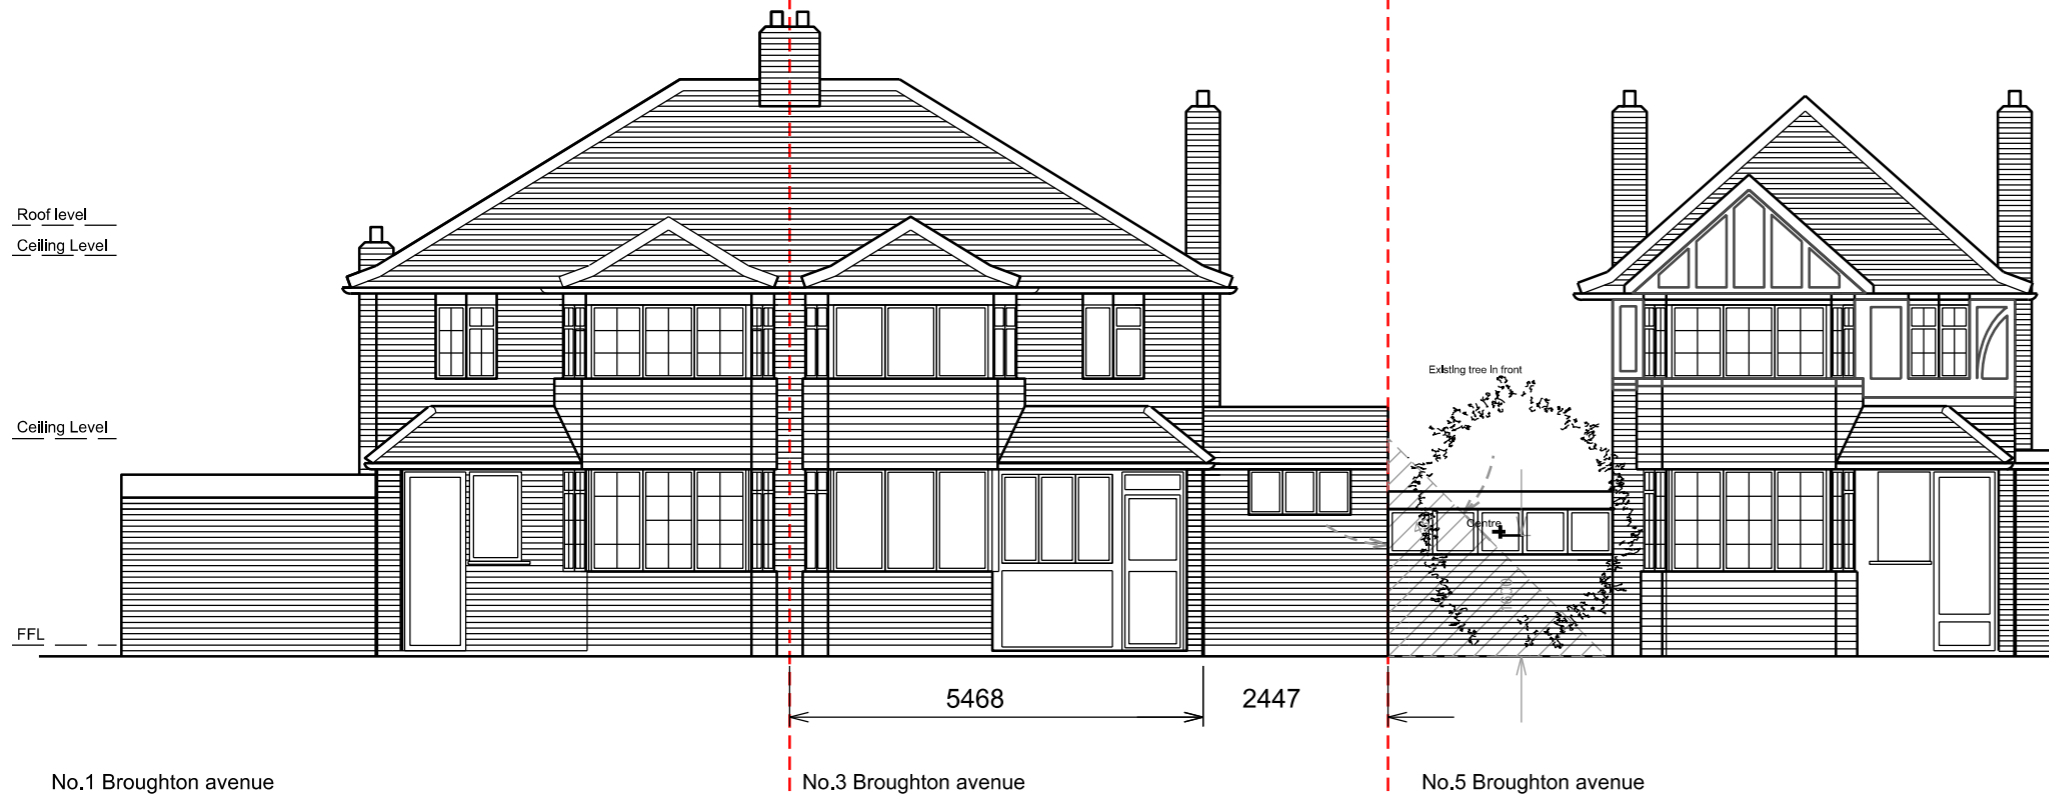 Roof level
Ceiling Level
Existing tree in front
Ceiling Level
Centre
FFL
5468
2447
No.1 Broughton avenue
No.3 Broughton avenue
No.5 Broughton avenue